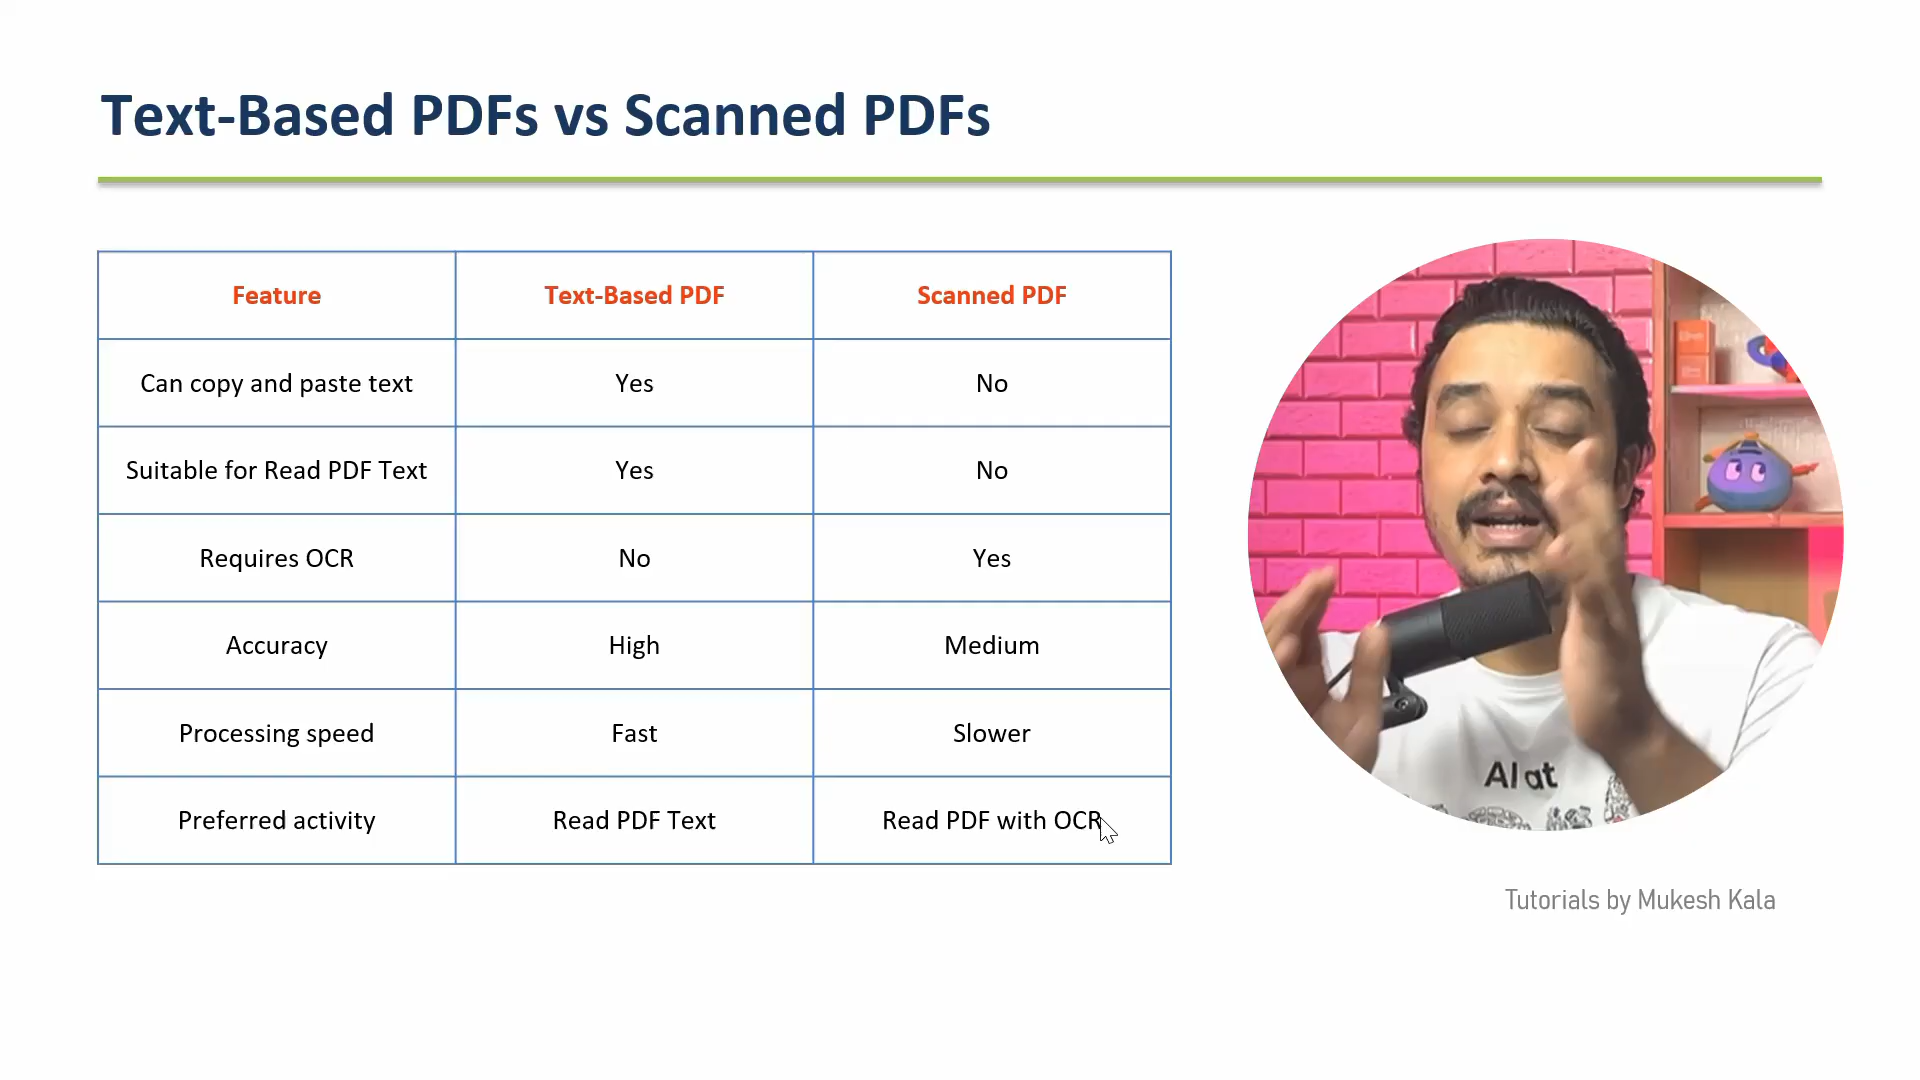 Text-Based PDFs vs Scanned PDFs
Feature Text-Based PDF Scanned PDF
Can copy and paste text Yes No
Suitable for Read PDF Text Yes No
Requires OCR No Yes
Accuracy High Medium
Processing speed Fast Slower
Preferred activity Read PDF Text Read PDF with OCR
AI at
Tutorials by Mukesh Kala